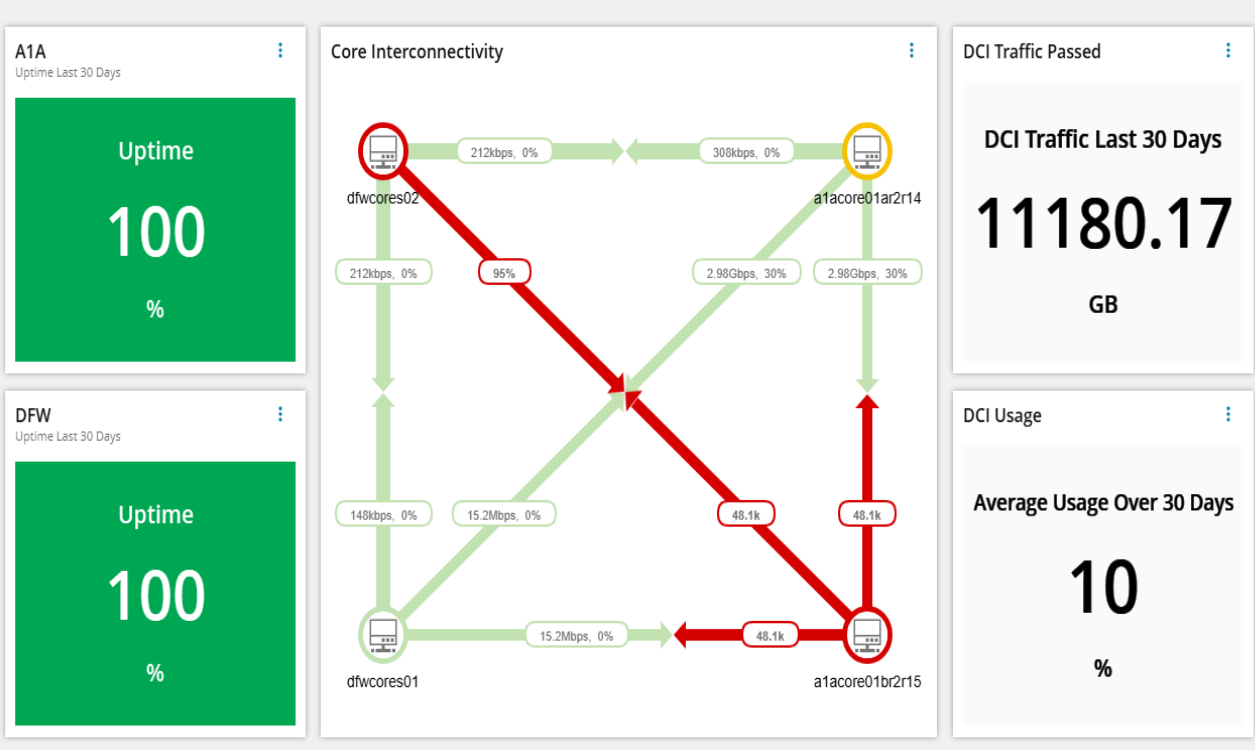 A1A
Uptime Last 30 Days
Uptime
100
%
DFW
Uptime Last 30 Days
Uptime
100
%
Core Interconnectivity
212kbps, 0%
308kbps, 0%
dfwcores02
a1acore01ar2r14
212kbps, 0%
95%
2.98Gbps, 30%
2.98Gbps, 30%
148kbps, 0%
15.2Mbps, 0%
48.1k
48.1k
15.2Mbps, 0%
48.1k
dfwcores01
a1acore01br2r15
DCI Traffic Passed
DCI Traffic Last 30 Days
11180.17
GB
DCI Usage
Average Usage Over 30 Days
10
%